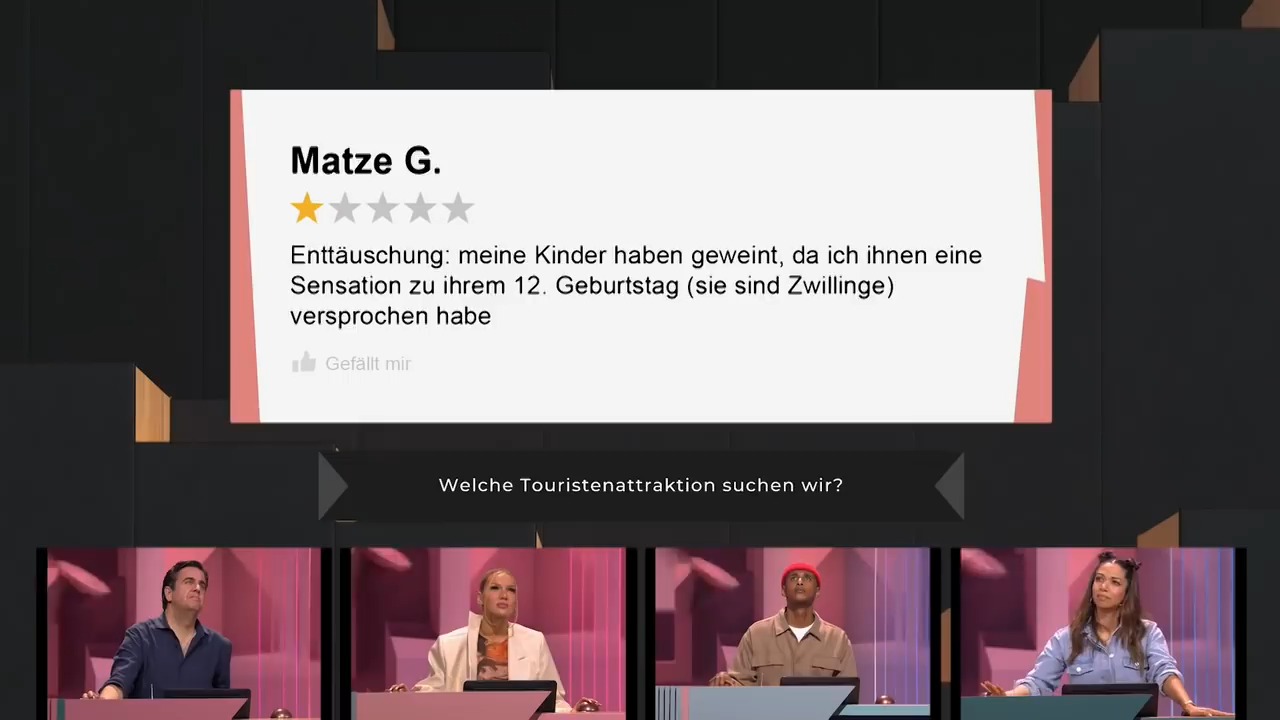 Matze G.
Enttäuschung: meine Kinder haben geweint, da ich ihnen eine
Sensation zu ihrem 12. Geburtstag (sie sind Zwillinge)
versprochen habe
Gefällt mir
Welche Touristenattraktion suchen wir?